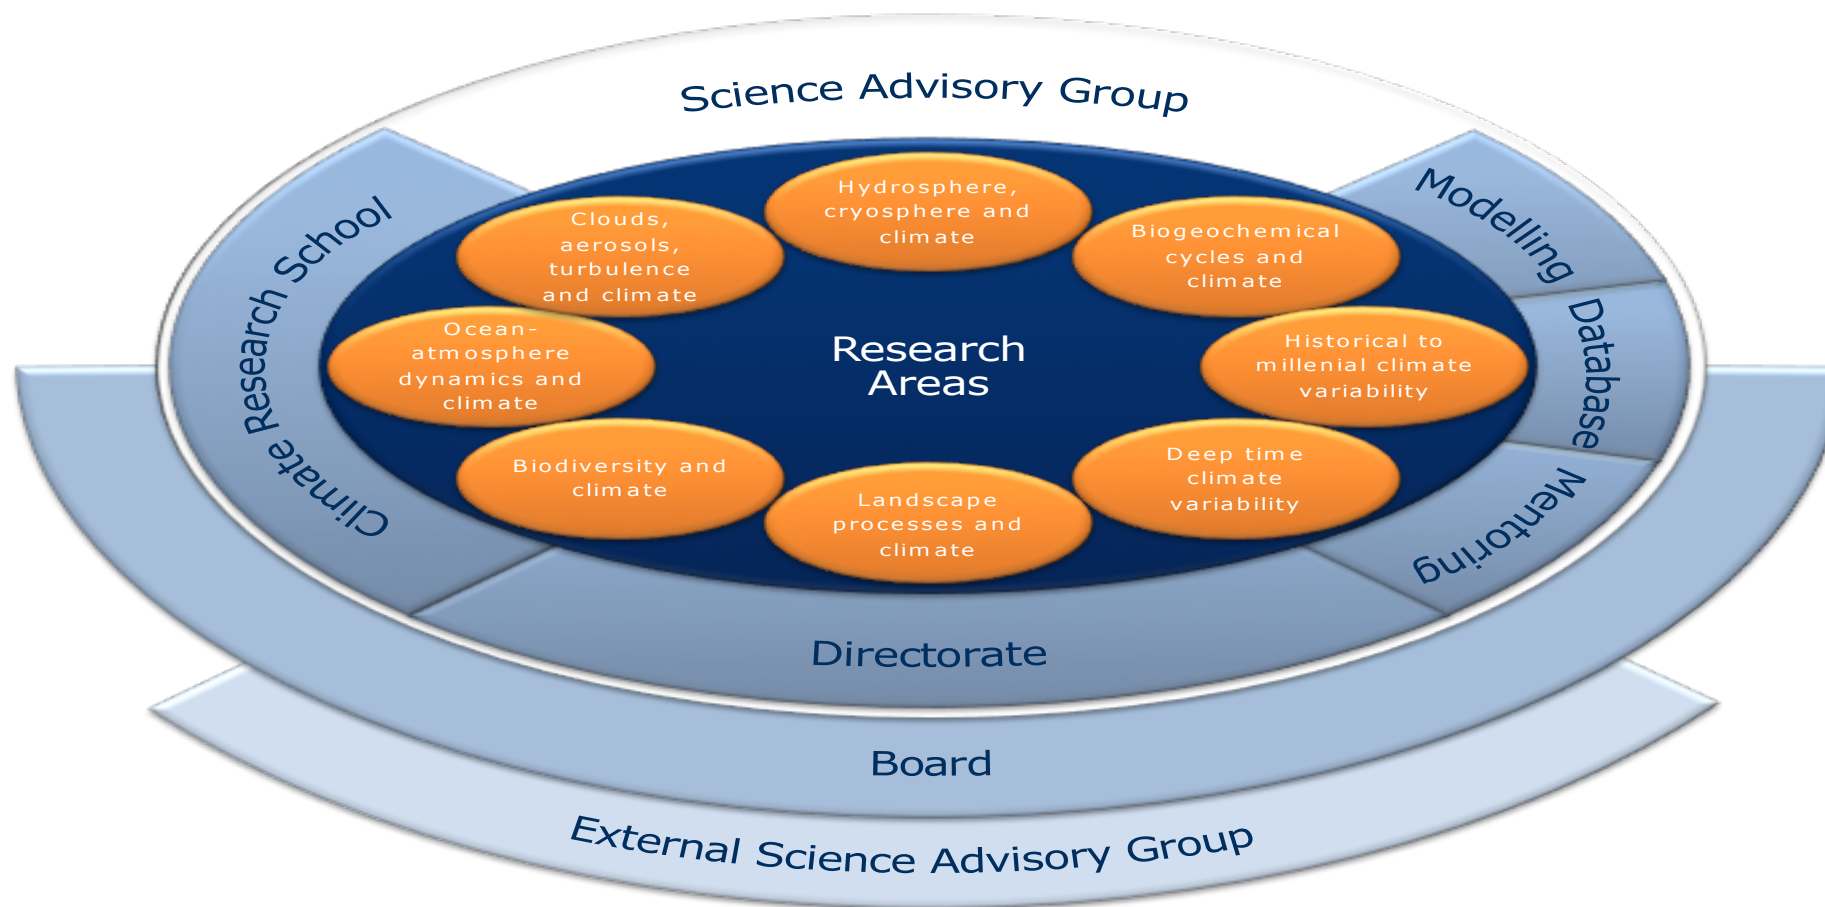 Science Advisory Group
Climate Research School
Modelling
Database
Mentoring
Hydrosphere,
cryosphere and
climate
Clouds,
aerosols,
turbulence
and climate
Biogeochemical
cycles and
climate
Ocean-
atmosphere
dynamics and
climate
Research
Areas
Historical to
millenial climate
variability
Biodiversity and
climate
Landscape
processes and
climate
Deep time
climate
variability
Directorate
Board
External Science Advisory Group